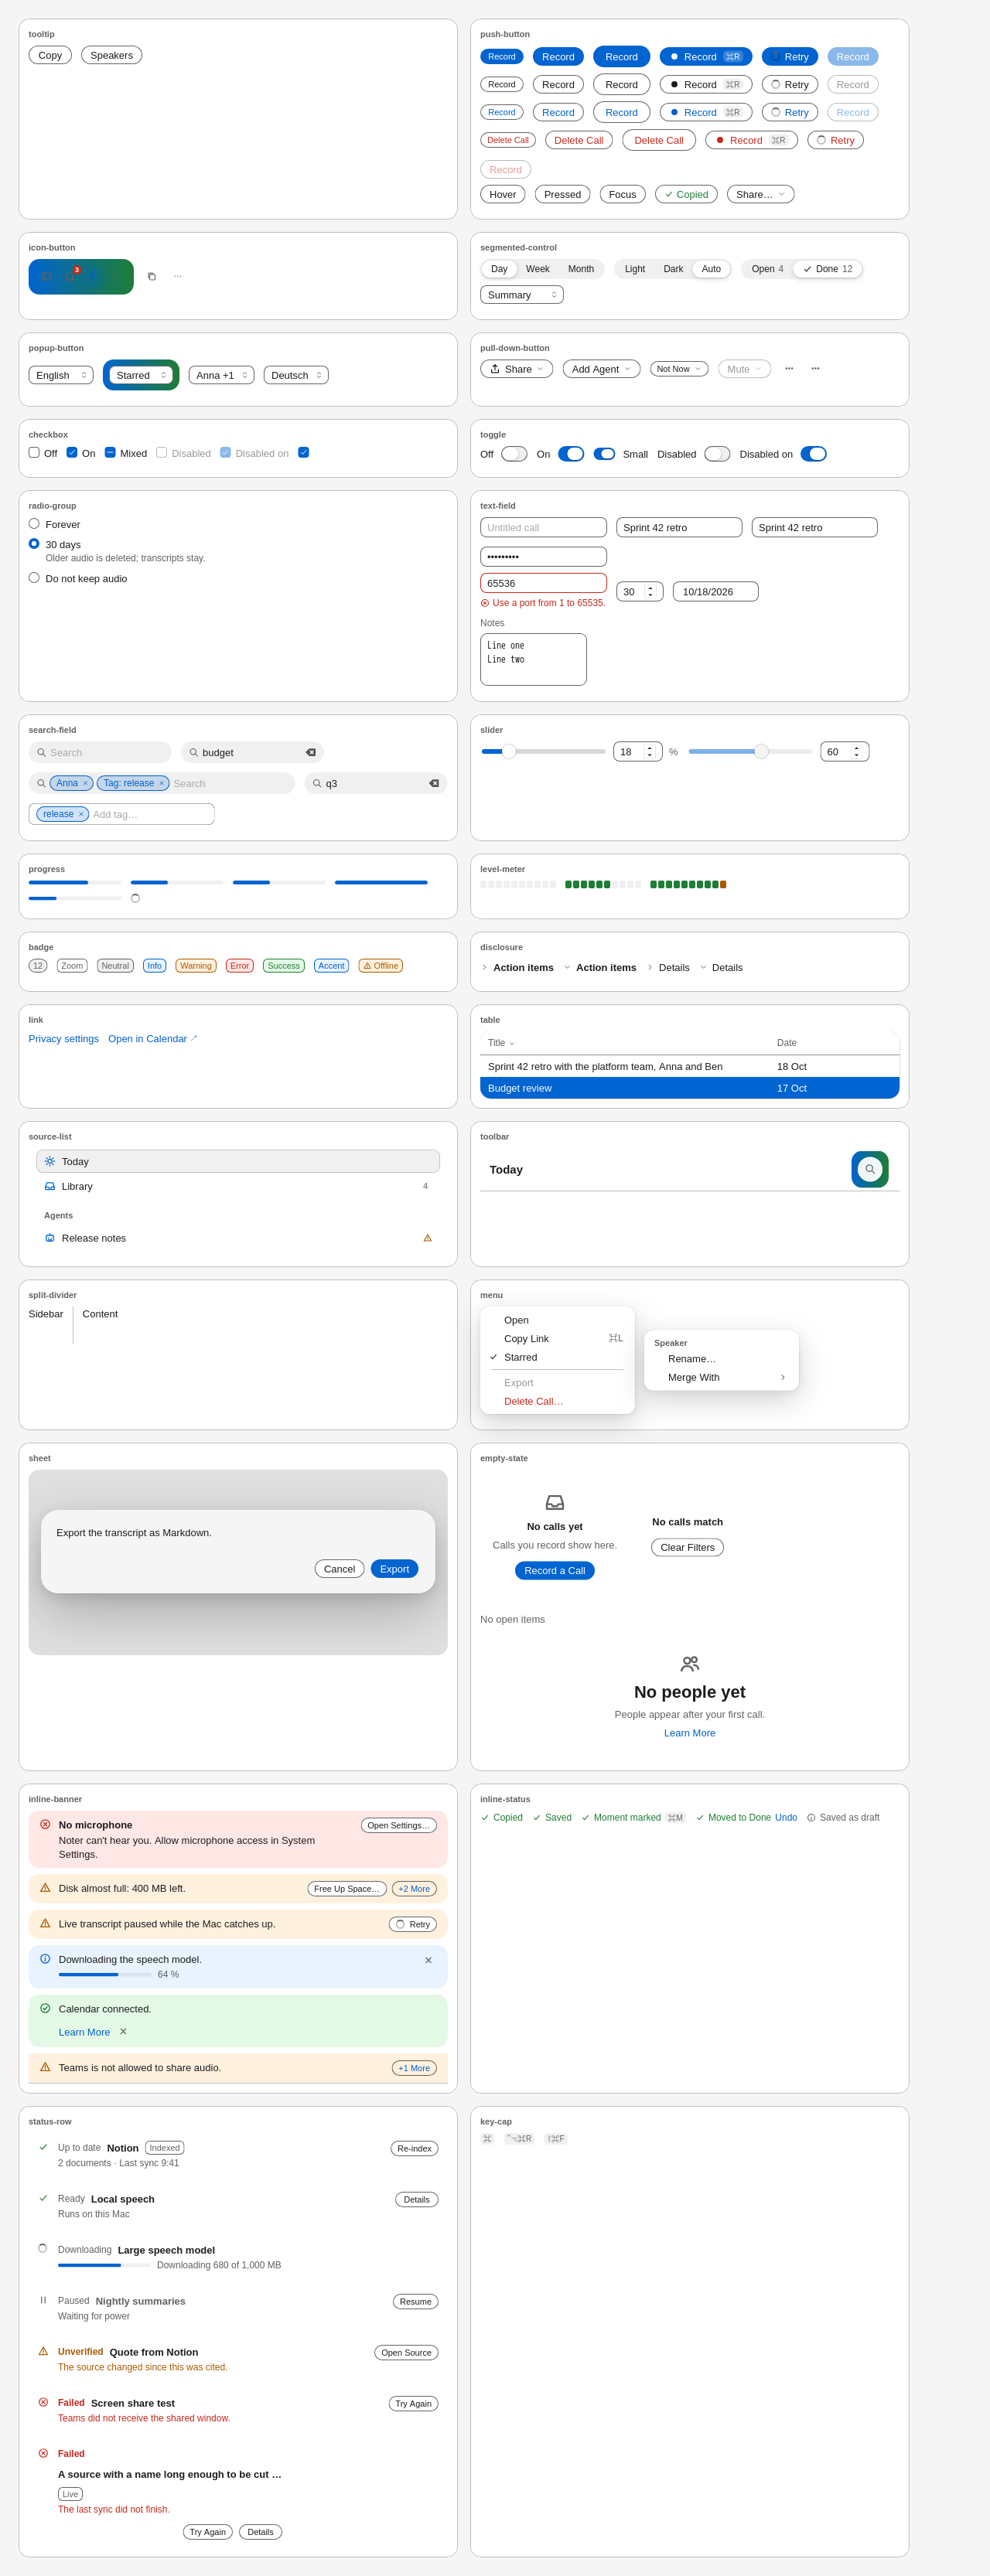 tooltip
Copy Speakers
push-button
Record Record Record Record ⌘R Retry Record
Record Record Record Record ⌘R Retry Record
Record Record Record Record ⌘R Retry Record
Delete Call Delete Call Delete Call Record ⌘R Retry
Record
Hover Pressed Focus Copied Share…
icon-button
3
segmented-control
Day Week Month Light Dark Auto Open 4 Done 12
Summary
popup-button
English Starred Anna +1 Deutsch
pull-down-button
Share Add Agent Not Now Mute
checkbox
Off On Mixed Disabled Disabled on
toggle
Off On Small Disabled Disabled on
radio-group
Forever
30 days
Older audio is deleted; transcripts stay.
Do not keep audio
text-field
Untitled call Sprint 42 retro Sprint 42 retro
•••••••••
65536
Use a port from 1 to 65535.
30 10/18/2026
Notes
Line one
Line two
search-field
Search budget
Anna Tag: release Search q3
release Add tag…
slider
18 % 60
progress
level-meter
badge
12 Zoom Neutral Info Warning Error Success Accent Offline
disclosure
Action items Action items Details Details
link
Privacy settings Open in Calendar
table
Title Date
Sprint 42 retro with the platform team, Anna and Ben 18 Oct
Budget review 17 Oct
source-list
Today
Library 4
Agents
Release notes
toolbar
Today
split-divider
Sidebar Content
menu
Open
Copy Link ⌘L
Starred
Export
Delete Call…
Speaker
Rename…
Merge With
sheet
Export the transcript as Markdown.
Cancel Export
empty-state
No calls yet
Calls you record show here.
Record a Call
No calls match
Clear Filters
No open items
No people yet
People appear after your first call.
Learn More
inline-banner
No microphone
Noter can't hear you. Allow microphone access in System
Settings.
Open Settings…
Disk almost full: 400 MB left. Free Up Space… +2 More
Live transcript paused while the Mac catches up. Retry
Downloading the speech model.
64 %
Calendar connected.
Learn More
Teams is not allowed to share audio. +1 More
inline-status
Copied Saved Moment marked ⌘M Moved to Done Undo Saved as draft
status-row
Up to date Notion Indexed Re-index
2 documents · Last sync 9:41
Ready Local speech Details
Runs on this Mac
Downloading Large speech model
Downloading 680 of 1,000 MB
Paused Nightly summaries Resume
Waiting for power
Unverified Quote from Notion Open Source
The source changed since this was cited.
Failed Screen share test Try Again
Teams did not receive the shared window.
Failed
A source with a name long enough to be cut …
Live
The last sync did not finish.
Try Again Details
key-cap
⌘ ⌃⌥⌘R ⇧⌘F